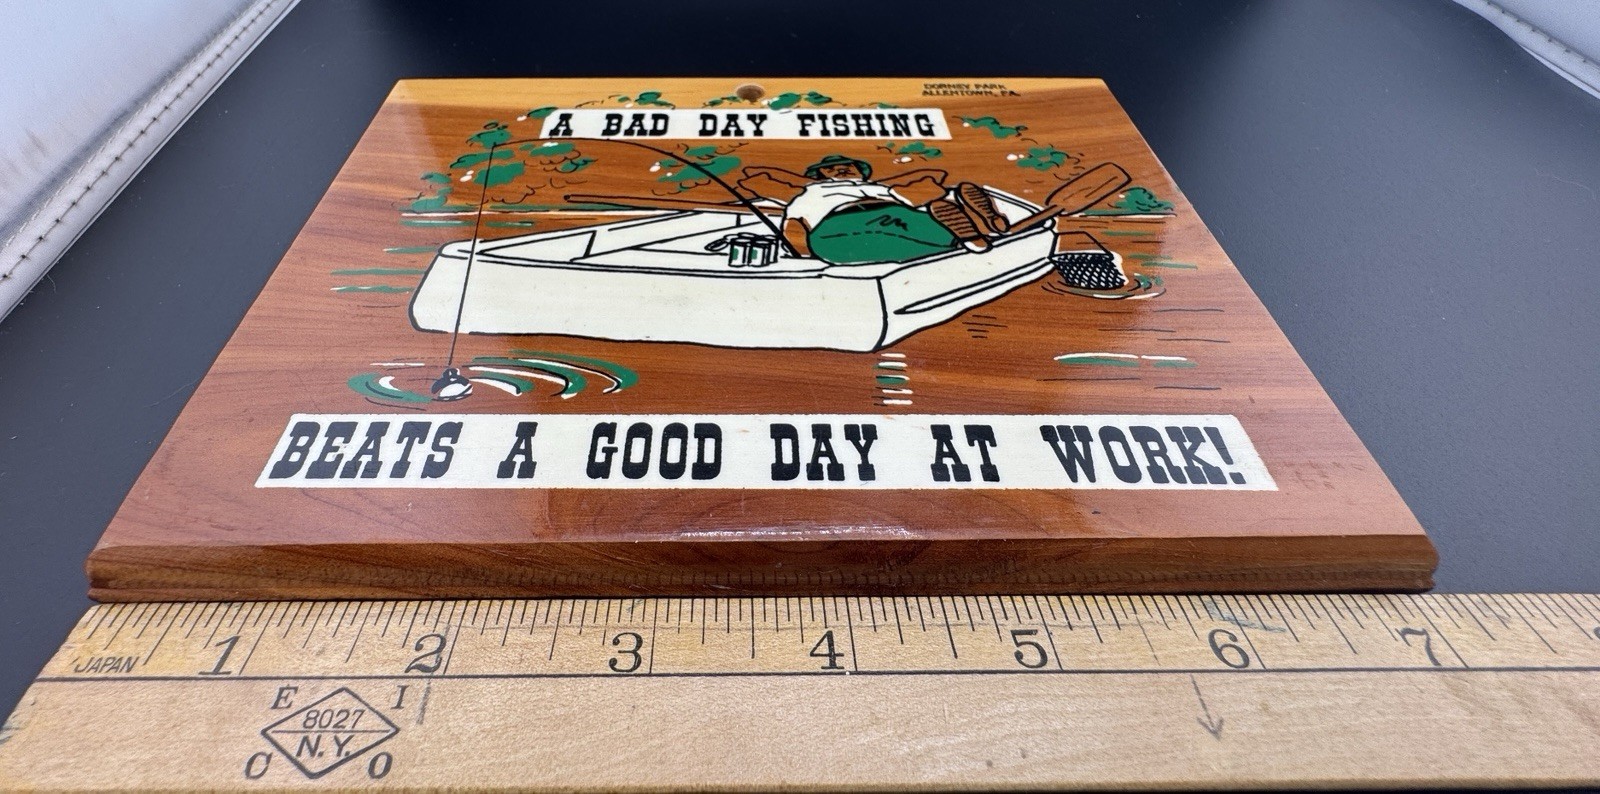 DORNEY PARK
ALLENTOWN, PA.
A BAD DAY FISHING
BEATS A GOOD DAY AT WORK!
1 2 3 4 5 6 7
JAPAN
E I
8027
N.Y.
C O